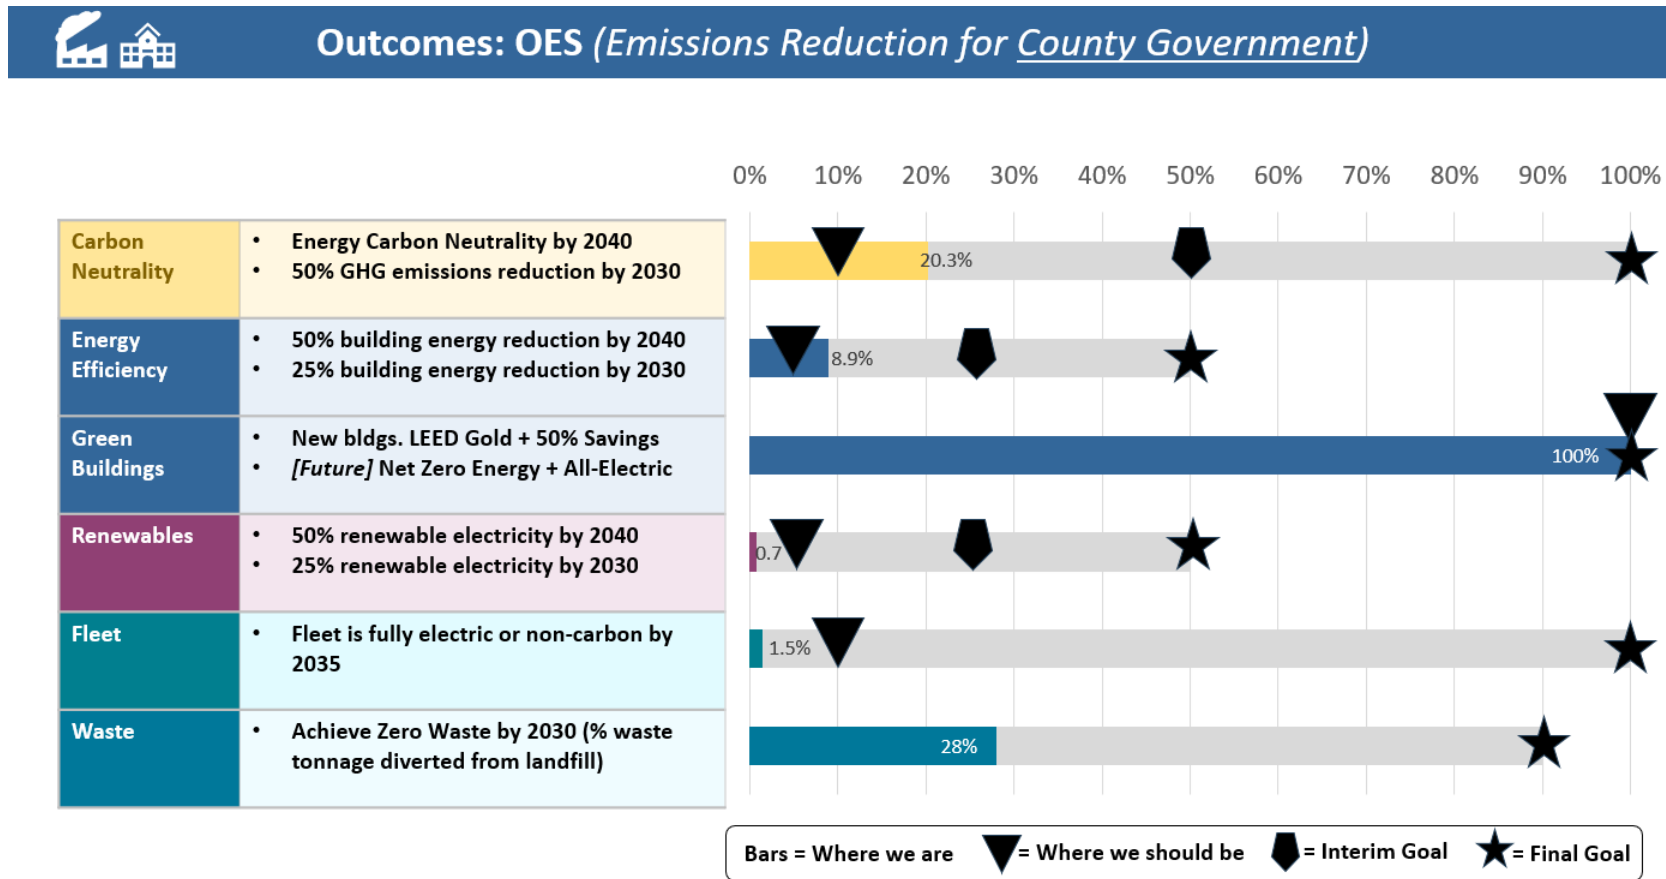 Outcomes: OES (Emissions Reduction for County Government)
0% 10% 20% 30% 40% 50% 60% 70% 80% 90% 100%
Carbon
Neutrality
• Energy Carbon Neutrality by 2040
• 50% GHG emissions reduction by 2030
20.3%
Energy
Efficiency
• 50% building energy reduction by 2040
• 25% building energy reduction by 2030
8.9%
Green
Buildings
• New bldgs. LEED Gold + 50% Savings
• [Future] Net Zero Energy + All-Electric
100%
Renewables
• 50% renewable electricity by 2040
• 25% renewable electricity by 2030
0.7
Fleet
• Fleet is fully electric or non-carbon by
2035
1.5%
Waste
• Achieve Zero Waste by 2030 (% waste
tonnage diverted from landfill)
28%
Bars = Where we are = Where we should be = Interim Goal = Final Goal